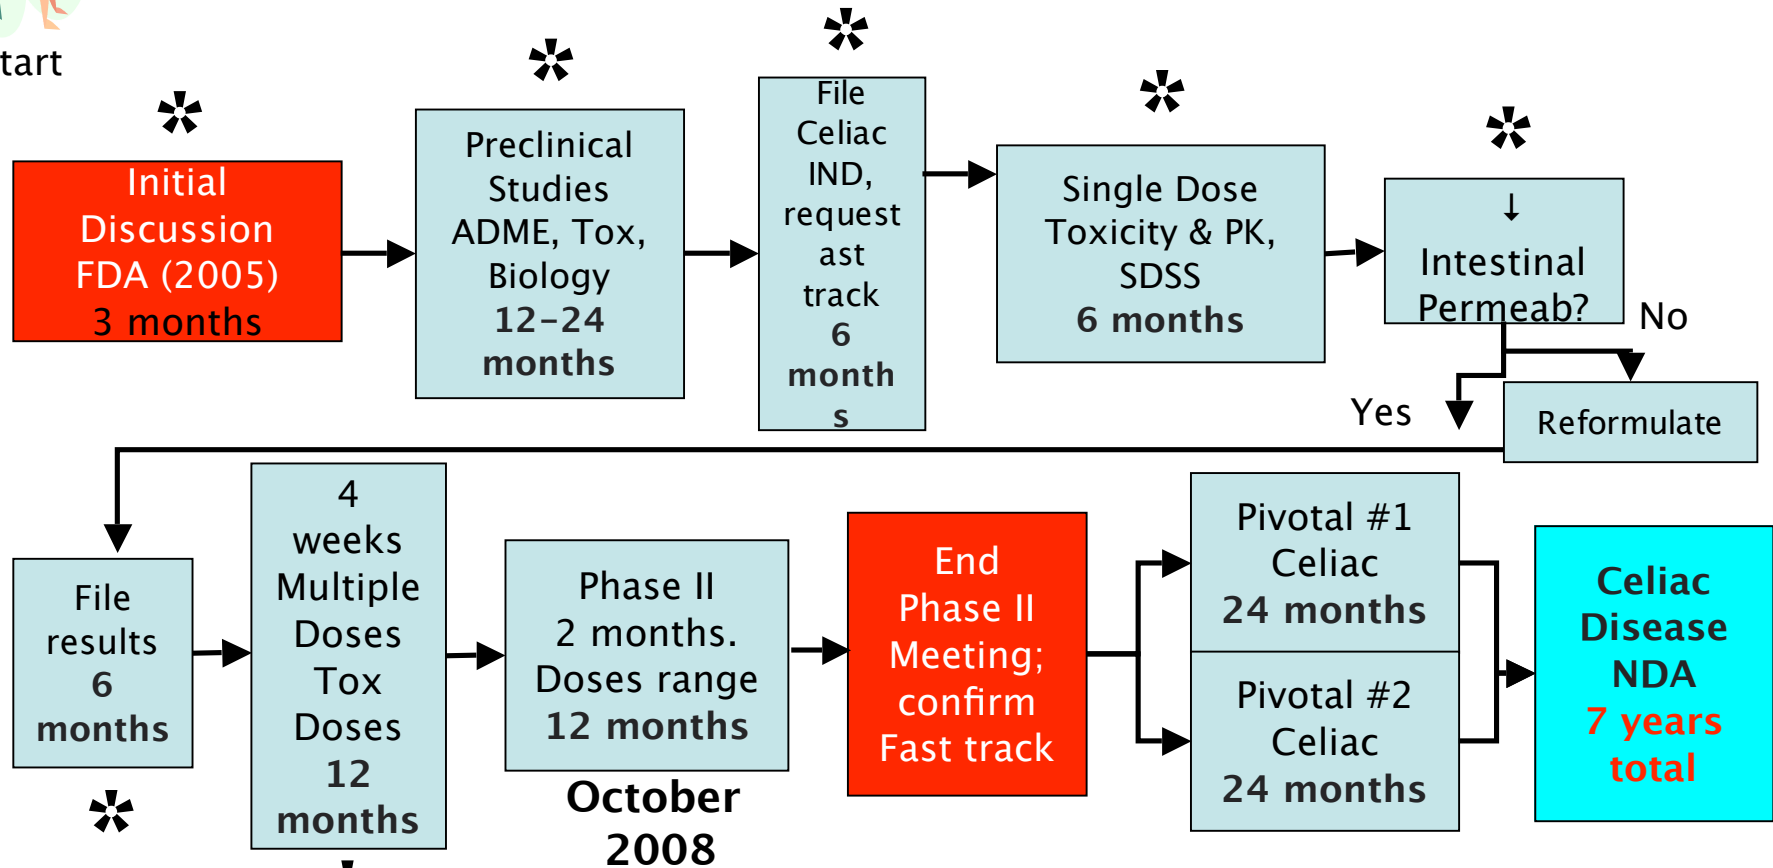 tart
*
*
*
*
*
Initial
Discussion
FDA (2005)
3 months
Preclinical
Studies
ADME, Tox,
Biology
12-24
months
File
Celiac
IND,
request
ast
track
6
month
s
Single Dose
Toxicity & PK,
SDSS
6 months
↓
Intestinal
Permeab?
No
Yes
Reformulate
File
results
6
months
*
4
weeks
Multiple
Doses
Tox
Doses
12
months
Phase II
2 months.
Doses range
12 months
October
2008
End
Phase II
Meeting;
confirm
Fast track
Pivotal #1
Celiac
24 months
Pivotal #2
Celiac
24 months
Celiac
Disease
NDA
7 years
total